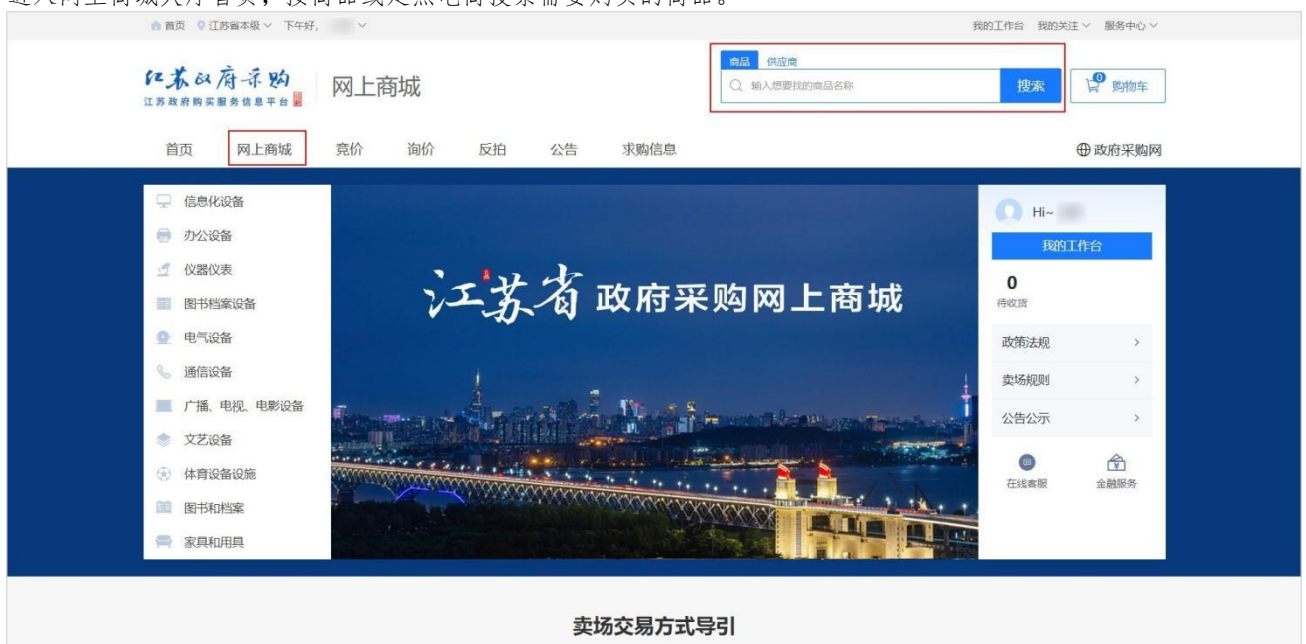 进入网上商城大厅首页，按商品或定点电商搜索需要购买的商品。
首页 江苏省本级 下午好,
我的工作台 我的关注 服务中心
商品 供应商
江苏政府采购
江苏政府购买服务信息平台
网上商城
输入想要找的商品名称 搜索
0
购物车
首页 网上商城 竞价 询价 反拍 公告 求购信息 政府采购网
信息化设备
办公设备
仪器仪表
图书档案设备
电气设备
通信设备
广播、电视、电影设备
文艺设备
体育设备设施
图书和档案
家具和用具
江苏省 政府采购网上商城
Hi~
我的工作台
0
待收货
政策法规
卖场规则
公告公示
在线客服 金融服务
卖场交易方式导引